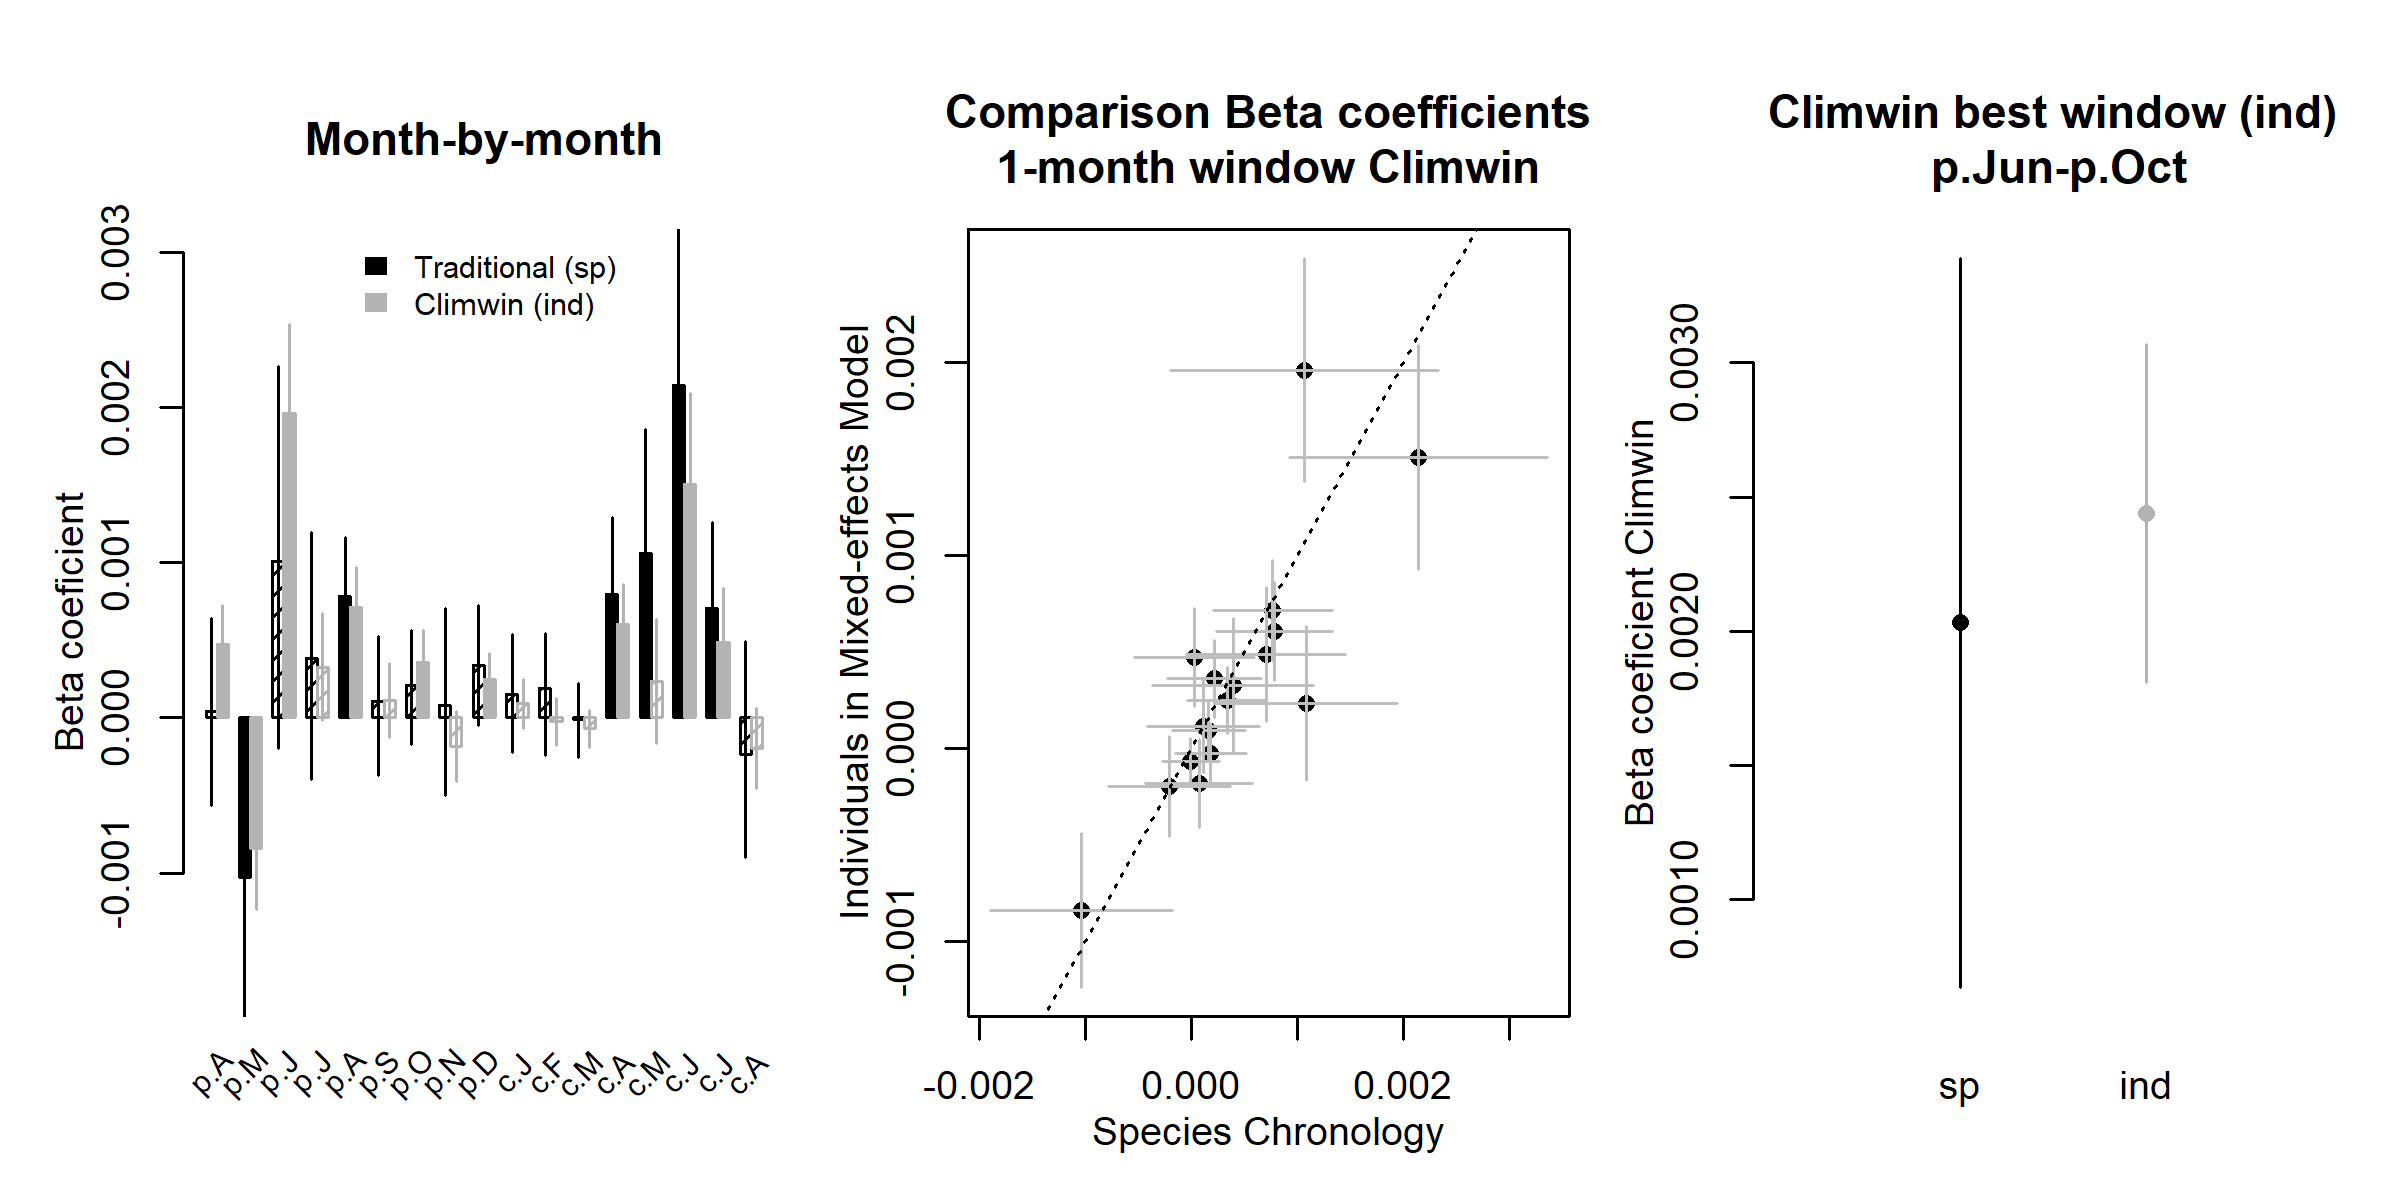 Month-by-month
Beta coeficient
0.003
0.002
0.001
0.000
-0.001
Traditional (sp)
Climwin (ind)
p.A
p.M
p.J
p.J
p.A
p.S
p.O
p.N
p.D
c.J
c.F
c.M
c.A
c.M
c.J
c.J
c.A
Comparison Beta coefficients
1-month window Climwin
Individuals in Mixed-effects Model
0.002
0.001
0.000
-0.001
-0.002
0.000
0.002
Species Chronology
Climwin best window (ind)
p.Jun-p.Oct
Beta coeficient Climwin
0.0030
0.0020
0.0010
sp
ind